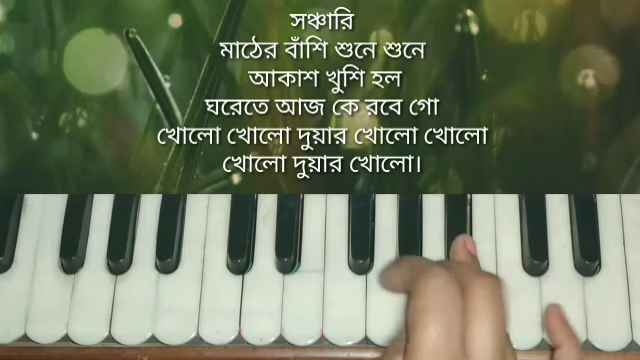 সঞ্চারি
মাঠের বাঁশি শুনে শুনে
আকাশ খুশি হল
ঘরেতে আজ কে রবে গো
খোলো খোলো দুয়ার খোলো খোলো
খোলো দুয়ার খোলো।